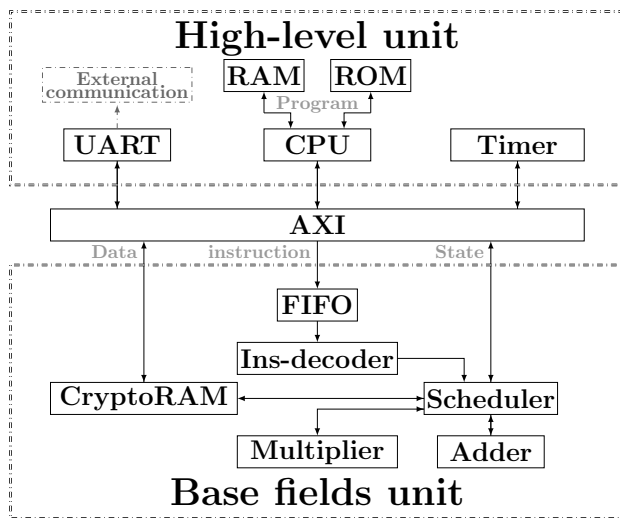 High-level unit
External
communication
RAM
ROM
Program
UART
CPU
Timer
AXI
Data
instruction
State
FIFO
Ins-decoder
CryptoRAM
Scheduler
Multiplier
Adder
Base fields unit